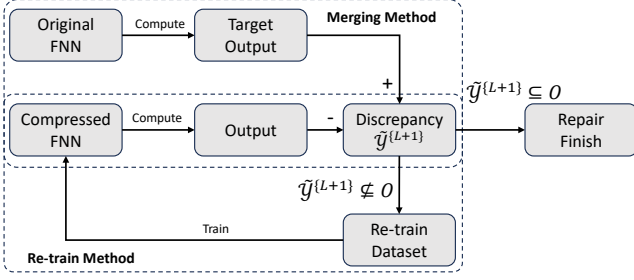 Original
FNN
Compute
Target
Output
Merging Method
+
Compressed
FNN
Compute
Output
-
Discrepancy
𝒴̃^{L+1}
𝒴̃^{L+1} ⊆ O
Repair
Finish
𝒴̃^{L+1} ⊈ O
Train
Re-train
Dataset
Re-train Method